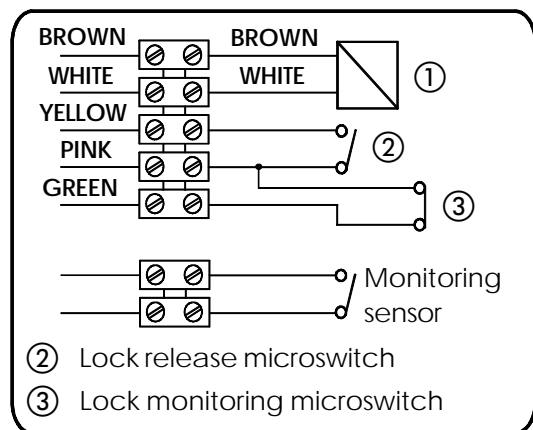 BROWN BROWN
WHITE WHITE ①
YELLOW
PINK ②
GREEN ③
Monitoring
sensor
② Lock release microswitch
③ Lock monitoring microswitch